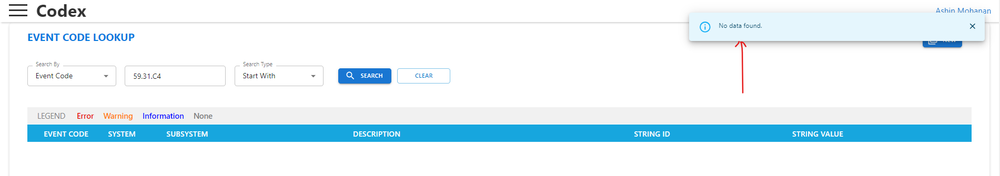 Codex
Ashin Mohanan
No data found.
EVENT CODE LOOKUP
NEW
Search By
Event Code
59.31.C4
Search Type
Start With
SEARCH
CLEAR
LEGEND Error Warning Information None
EVENT CODE SYSTEM SUBSYSTEM DESCRIPTION STRING ID STRING VALUE